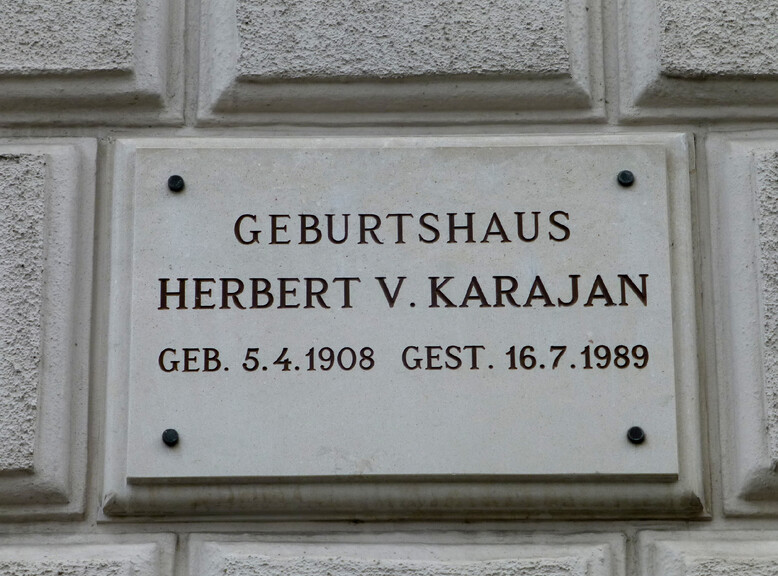 GEBURTSHAUS
HERBERT V. KARAJAN
GEB. 5.4.1908 GEST. 16.7.1989